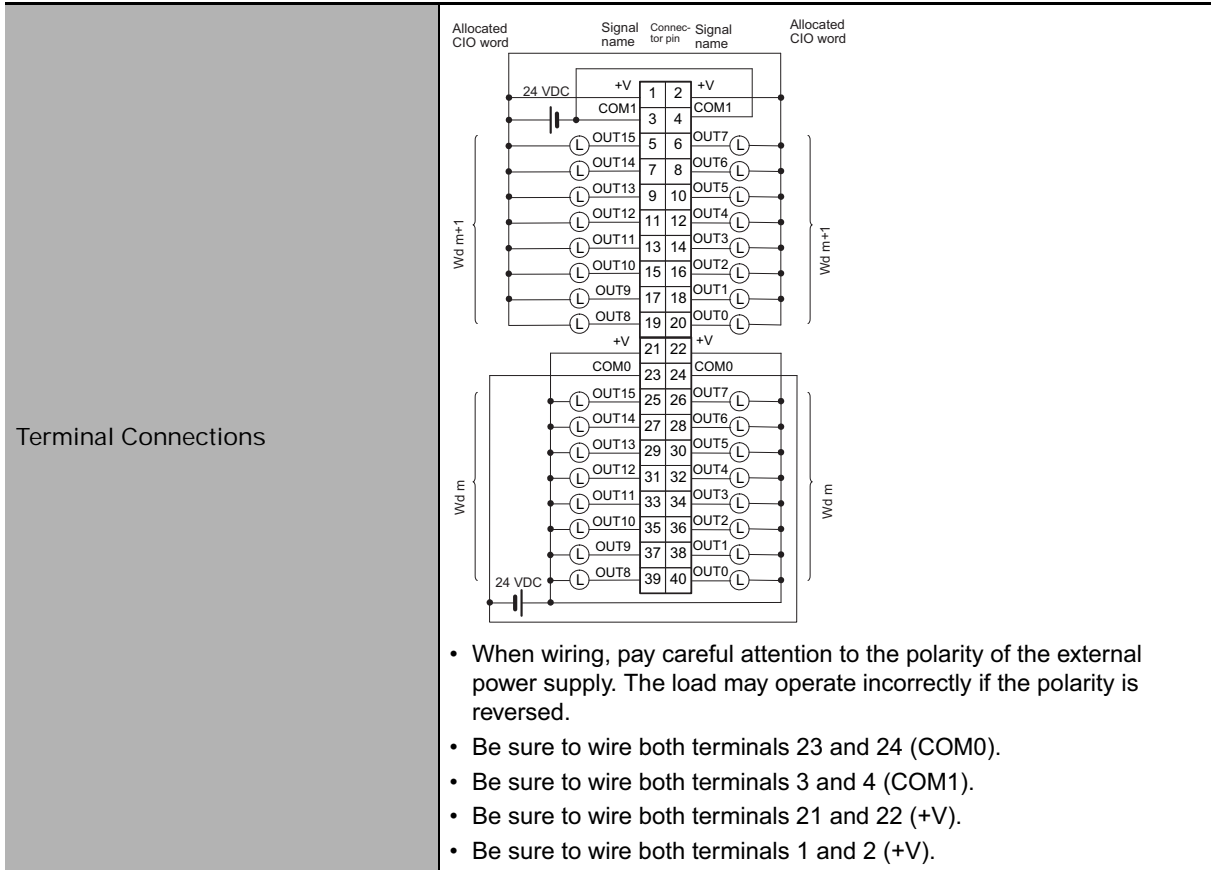 Terminal Connections
Allocated CIO word
Signal name
Connec-tor pin
Signal name
Allocated CIO word
24 VDC
+V 1 2 +V
COM1 3 4 COM1
OUT15 5 6 OUT7
OUT14 7 8 OUT6
OUT13 9 10 OUT5
OUT12 11 12 OUT4
OUT11 13 14 OUT3
OUT10 15 16 OUT2
OUT9 17 18 OUT1
OUT8 19 20 OUT0
L L
L L
L L
L L
L L
L L
L L
L L
Wd m+1
Wd m+1
+V 21 22 +V
COM0 23 24 COM0
OUT15 25 26 OUT7
OUT14 27 28 OUT6
OUT13 29 30 OUT5
OUT12 31 32 OUT4
OUT11 33 34 OUT3
OUT10 35 36 OUT2
OUT9 37 38 OUT1
OUT8 39 40 OUT0
L L
L L
L L
L L
L L
L L
L L
L L
Wd m
Wd m
24 VDC
• When wiring, pay careful attention to the polarity of the external
power supply. The load may operate incorrectly if the polarity is
reversed.
• Be sure to wire both terminals 23 and 24 (COM0).
• Be sure to wire both terminals 3 and 4 (COM1).
• Be sure to wire both terminals 21 and 22 (+V).
• Be sure to wire both terminals 1 and 2 (+V).